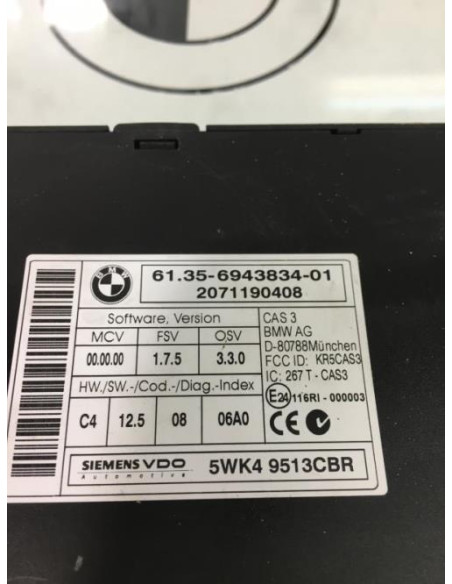 BMW
61.35-6943834-01
2071190408
Software, Version
MCV FSV OSV
00.00.00 1.7.5 3.3.0
HW./SW.-/Cod.-/Diag.-Index
C4 12.5 08 06A0
CAS 3
BMW AG
D-80788München
FCC ID: KR5CAS3
IC: 267 T - CAS3
E24 116RI - 000003
CE
SIEMENS VDO
Automotive
5WK4 9513CBR